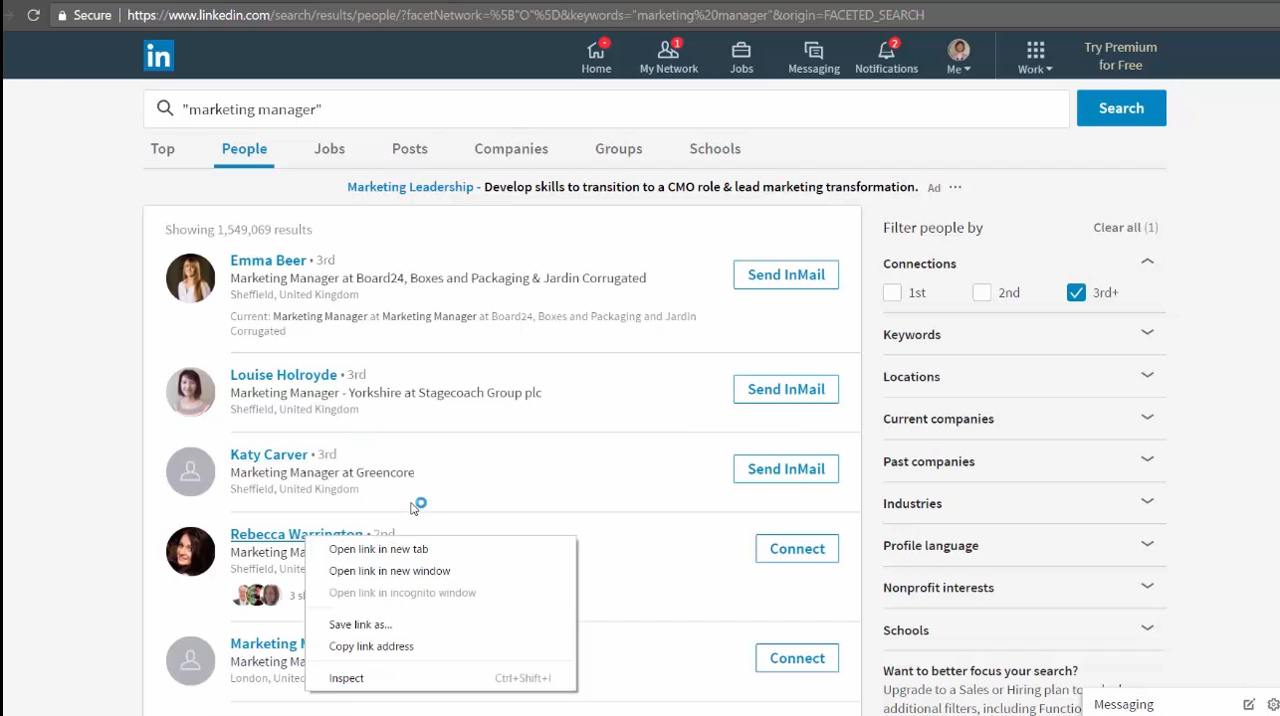 Secure https://www.linkedin.com/search/results/people/?facetNetwork=%5B"O"%5D&keywords="marketing%20manager"&origin=FACETED_SEARCH
in
Home
1 My Network
Jobs
Messaging
2 Notifications
Me
Work
Try Premium
for Free
"marketing manager"
Search
Top People Jobs Posts Companies Groups Schools
Marketing Leadership - Develop skills to transition to a CMO role & lead marketing transformation. Ad ···
Showing 1,549,069 results
Emma Beer • 3rd
Marketing Manager at Board24, Boxes and Packaging & Jardin Corrugated
Sheffield, United Kingdom
Current: Marketing Manager at Marketing Manager at Board24, Boxes and Packaging and Jardin
Corrugated
Send InMail
Louise Holroyde • 3rd
Marketing Manager - Yorkshire at Stagecoach Group plc
Sheffield, United Kingdom
Send InMail
Katy Carver • 3rd
Marketing Manager at Greencore
Sheffield, United Kingdom
Send InMail
Rebecca Warrington • 2nd
Marketing Ma
Sheffield, Unite
3 s
Connect
Marketing M
Marketing Ma
London, Unite
Connect
Open link in new tab
Open link in new window
Open link in incognito window
Save link as...
Copy link address
Inspect Ctrl+Shift+I
Filter people by Clear all (1)
Connections
1st 2nd 3rd+
Keywords
Locations
Current companies
Past companies
Industries
Profile language
Nonprofit interests
Schools
Want to better focus your search?
Upgrade to a Sales or Hiring plan to
additional filters, including Functio
Messaging